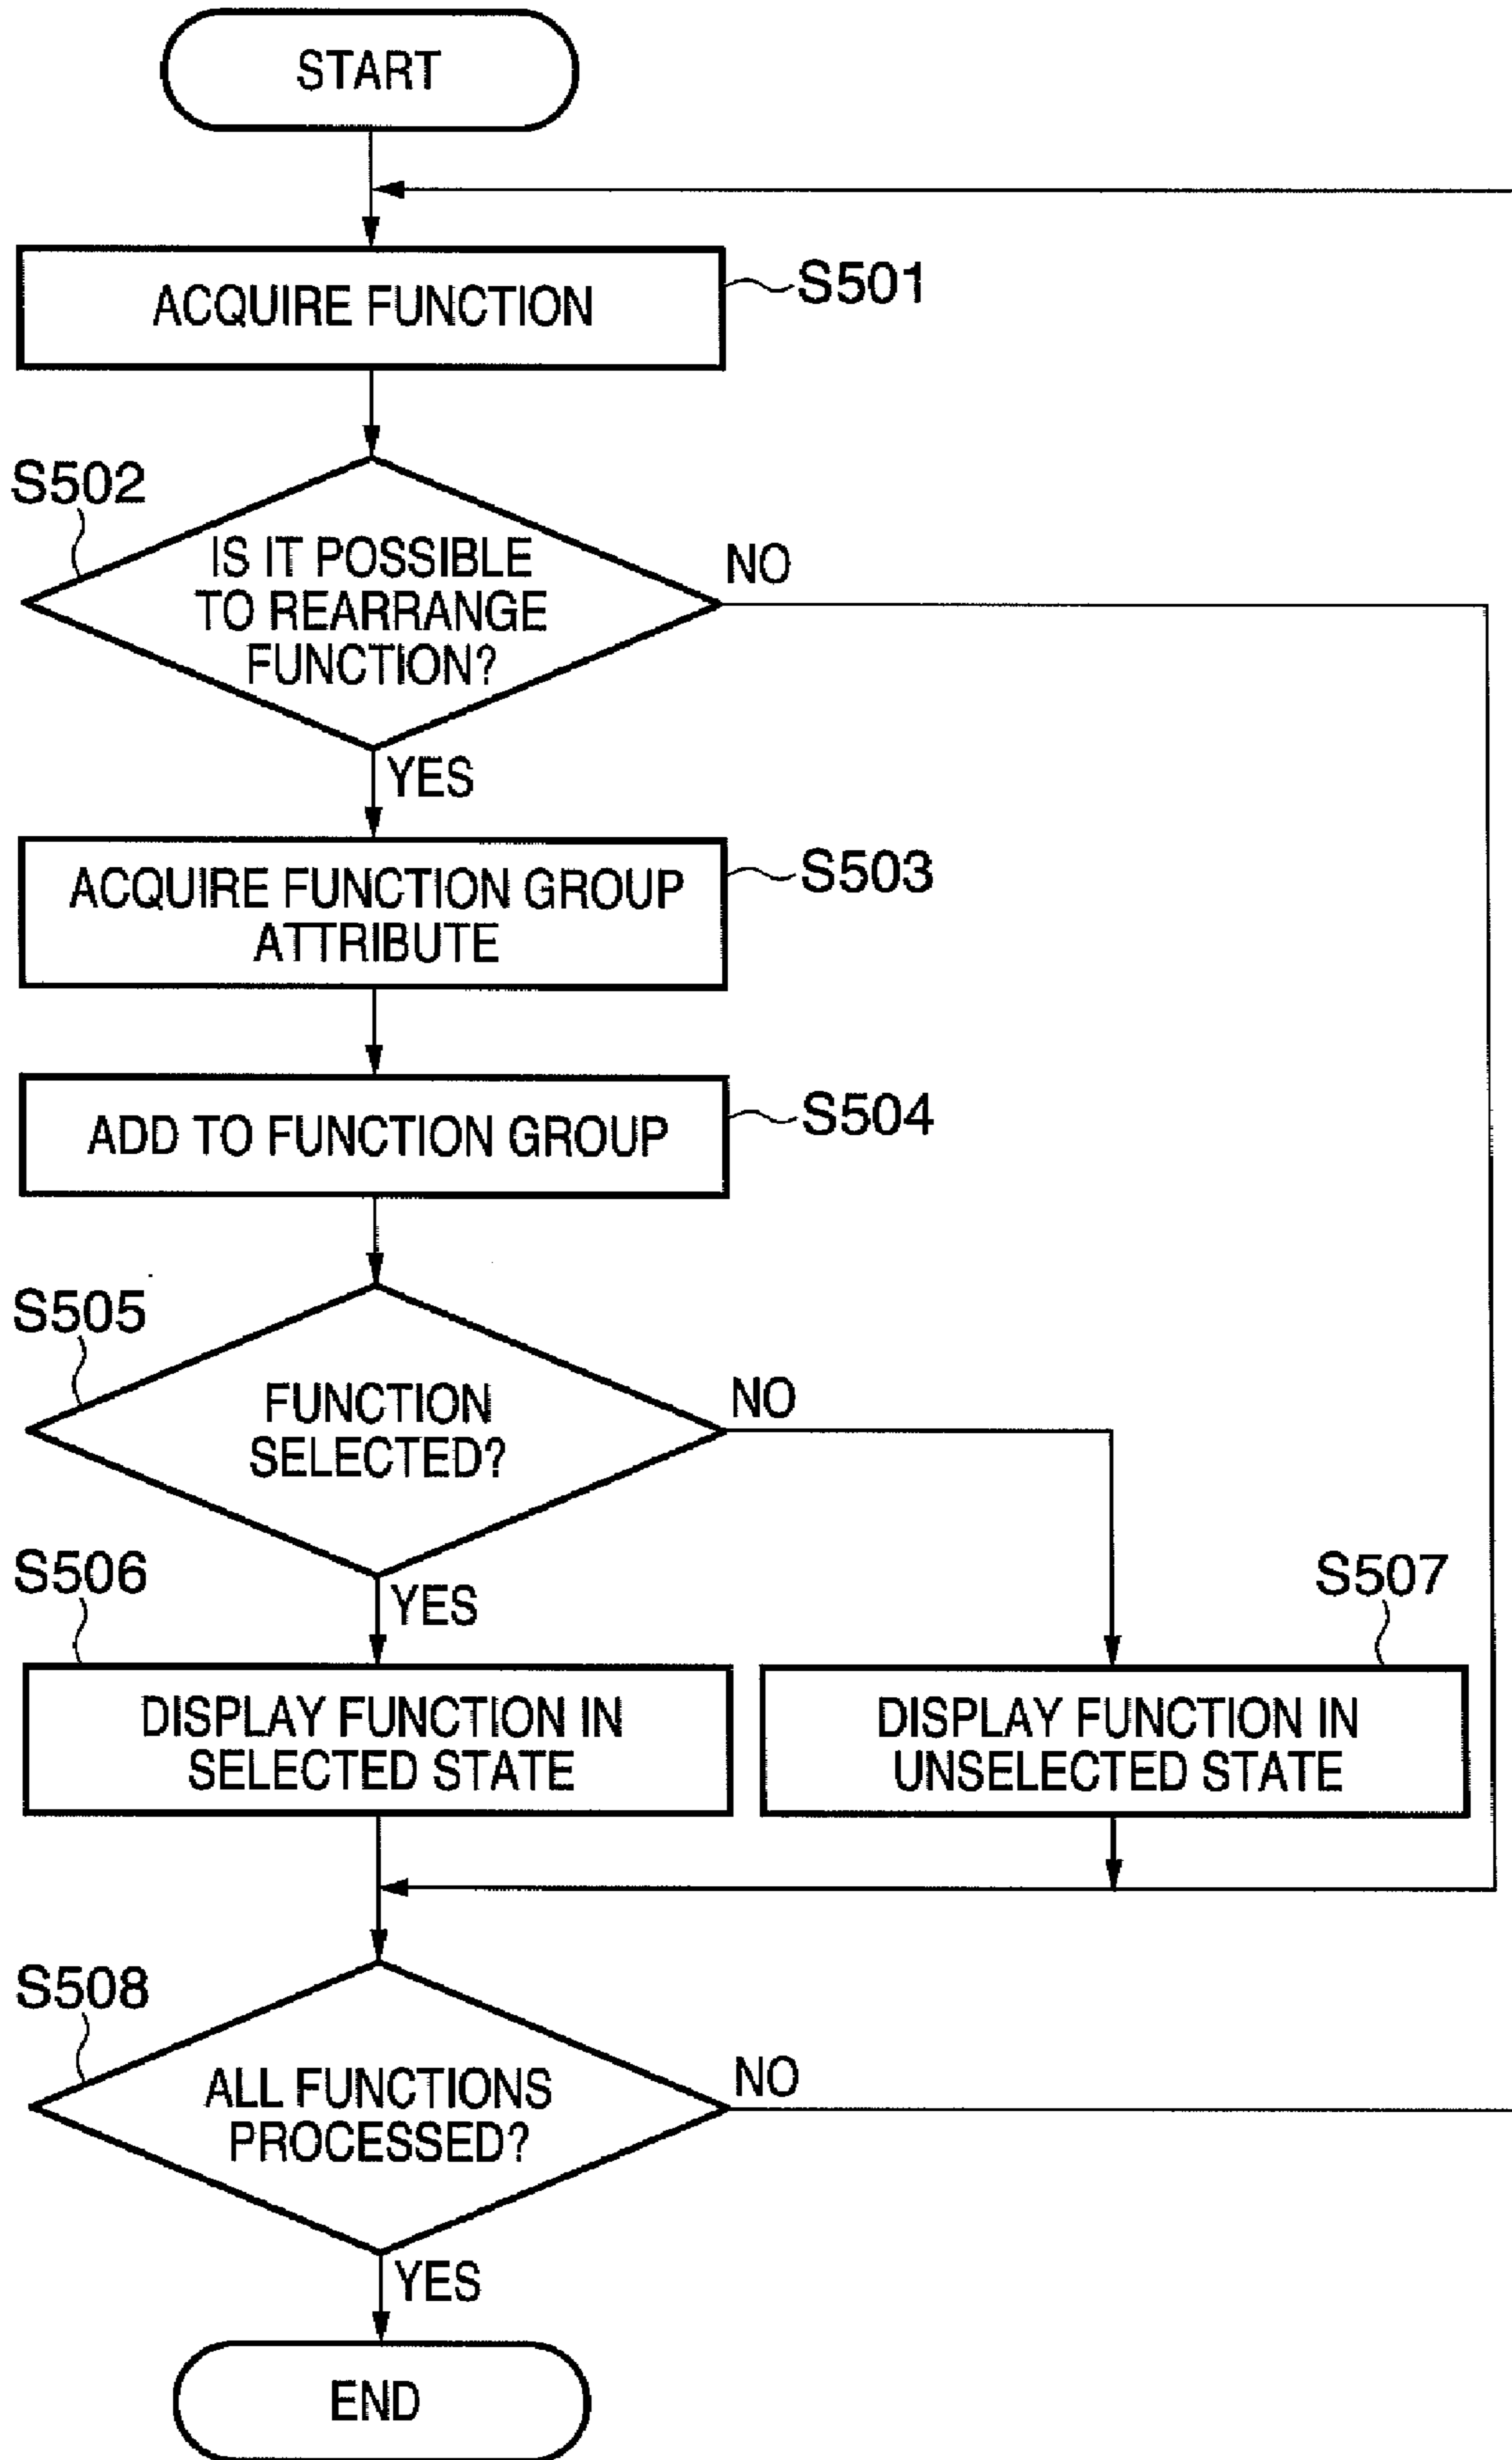 START
ACQUIRE FUNCTION
S501
S502
IS IT POSSIBLE
TO REARRANGE
FUNCTION?
NO
YES
ACQUIRE FUNCTION GROUP
ATTRIBUTE
S503
ADD TO FUNCTION GROUP
S504
S505
FUNCTION
SELECTED?
NO
YES
S506
DISPLAY FUNCTION IN
SELECTED STATE
S507
DISPLAY FUNCTION IN
UNSELECTED STATE
S508
ALL FUNCTIONS
PROCESSED?
NO
YES
END